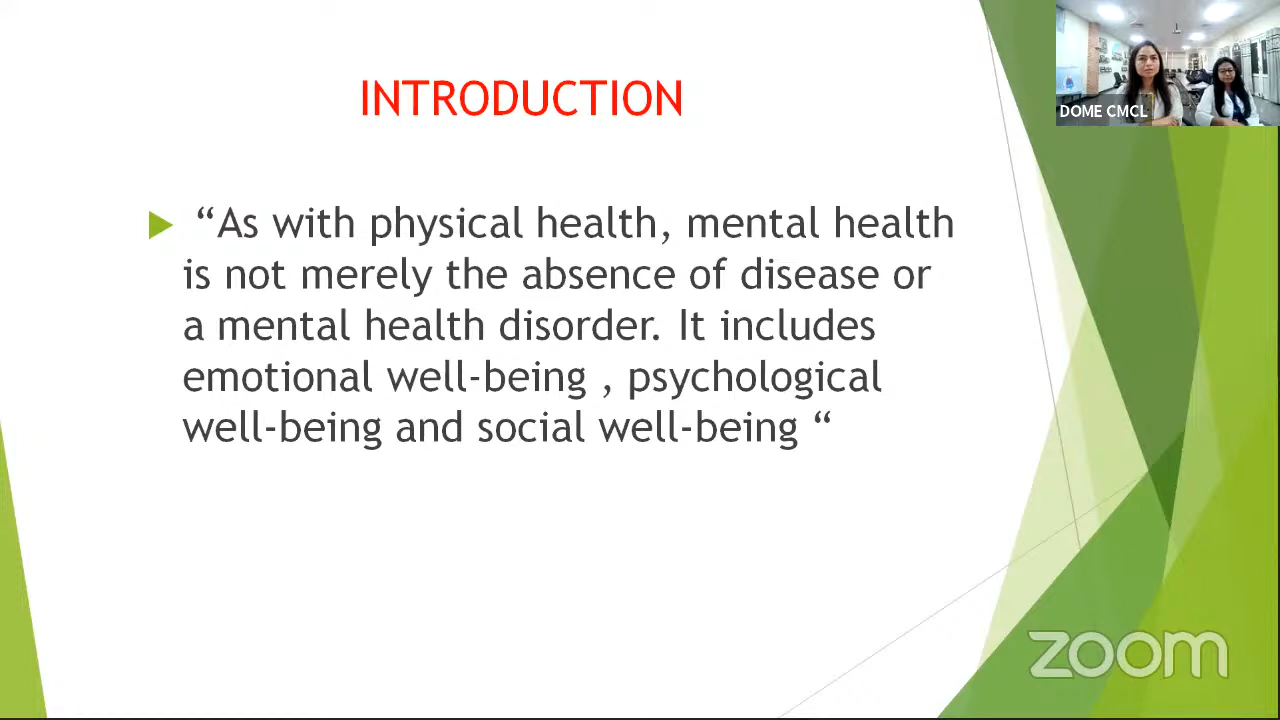 INTRODUCTION
DOME CMCL
“As with physical health, mental health
is not merely the absence of disease or
a mental health disorder. It includes
emotional well-being , psychological
well-being and social well-being “
zoom